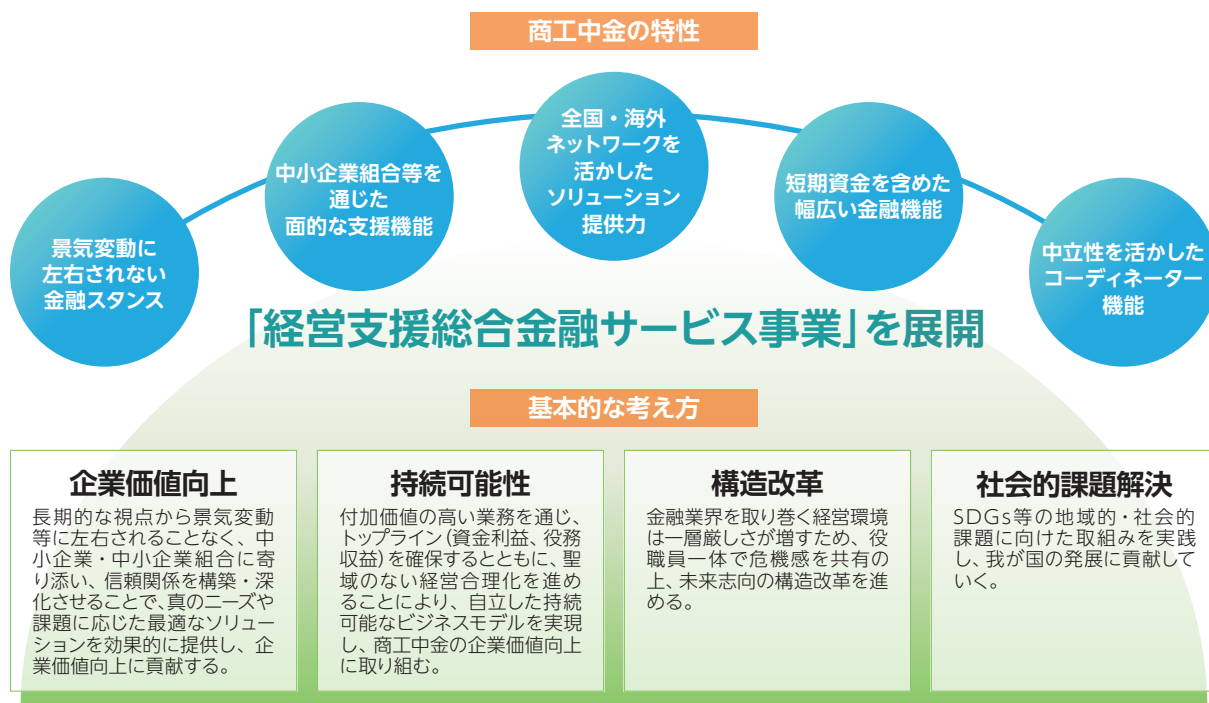 商工中金の特性
景気変動に
左右されない
金融スタンス
中小企業組合等を
通じた
面的な支援機能
全国・海外
ネットワークを
活かした
ソリューション
提供力
短期資金を含めた
幅広い金融機能
中立性を活かした
コーディネーター
機能
「経営支援総合金融サービス事業」を展開
基本的な考え方
企業価値向上
長期的な視点から景気変動
等に左右されることなく、中
小企業・中小企業組合に寄
り添い、信頼関係を構築・深
化させることで、真のニーズや
課題に応じた最適なソリュー
ションを効果的に提供し、企
業価値向上に貢献する。
持続可能性
付加価値の高い業務を通じ、
トップライン(資金利益、役務
収益)を確保するとともに、聖
域のない経営合理化を進め
ることにより、自立した持続
可能なビジネスモデルを実現
し、商工中金の企業価値向上
に取り組む。
構造改革
金融業界を取り巻く経営環境
は一層厳しさが増すため、役
職員一体で危機感を共有の
上、未来志向の構造改革を進
める。
社会的課題解決
SDGs等の地域的・社会的
課題に向けた取組みを実践
し、我が国の発展に貢献して
いく。